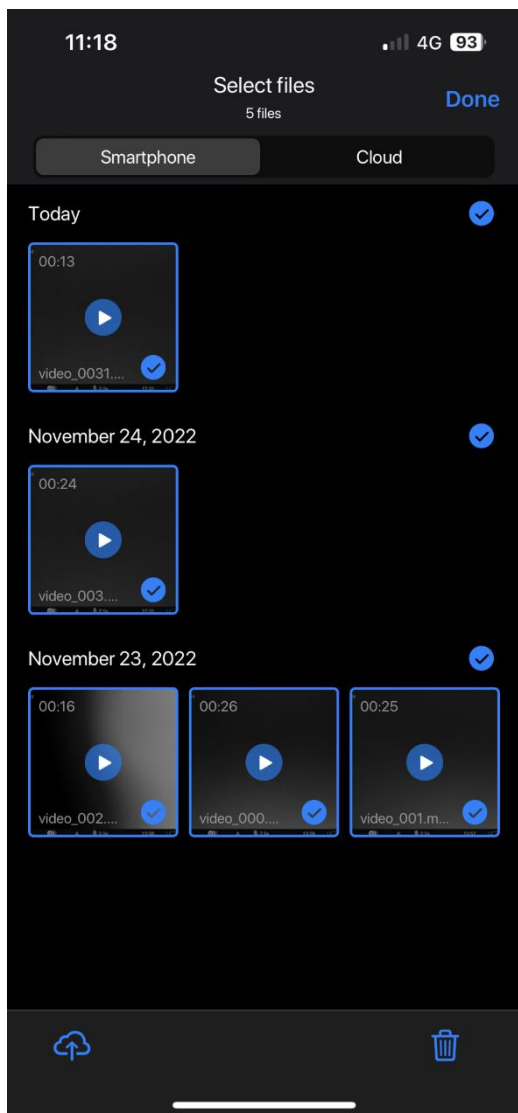 11:18 4G 93
Select files
5 files
Done
Smartphone Cloud
Today
00:13
video_0031....
November 24, 2022
00:24
video_003....
November 23, 2022
00:16 00:26 00:25
video_002.... video_000.... video_001.m...